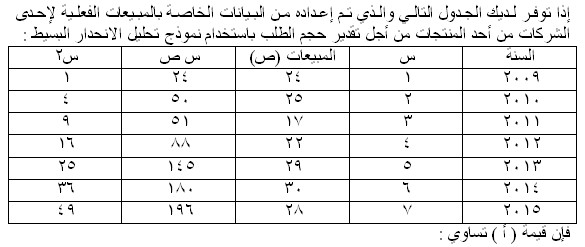 إذا توفر لديك الجدول التالي والذي تم إعداده من البيانات الخاصة بالمبيعات الفعلية لإحدى
الشركات من أحد المنتجات من أجل تقدير حجم الطلب باستخدام نموذج تحليل الانحدار البسيط :
السنة س المبيعات (ص) س ص س٢
٢٠٠٩ ١ ٢٤ ٢٤ ١
٢٠١٠ ٢ ٢٥ ٥٠ ٤
٢٠١١ ٣ ١٧ ٥١ ٩
٢٠١٢ ٤ ٢٢ ٨٨ ١٦
٢٠١٣ ٥ ٢٩ ١٤٥ ٢٥
٢٠١٤ ٦ ٣٠ ١٨٠ ٣٦
٢٠١٥ ٧ ٢٨ ١٩٦ ٤٩
فإن قيمة ( أ ) تساوي :